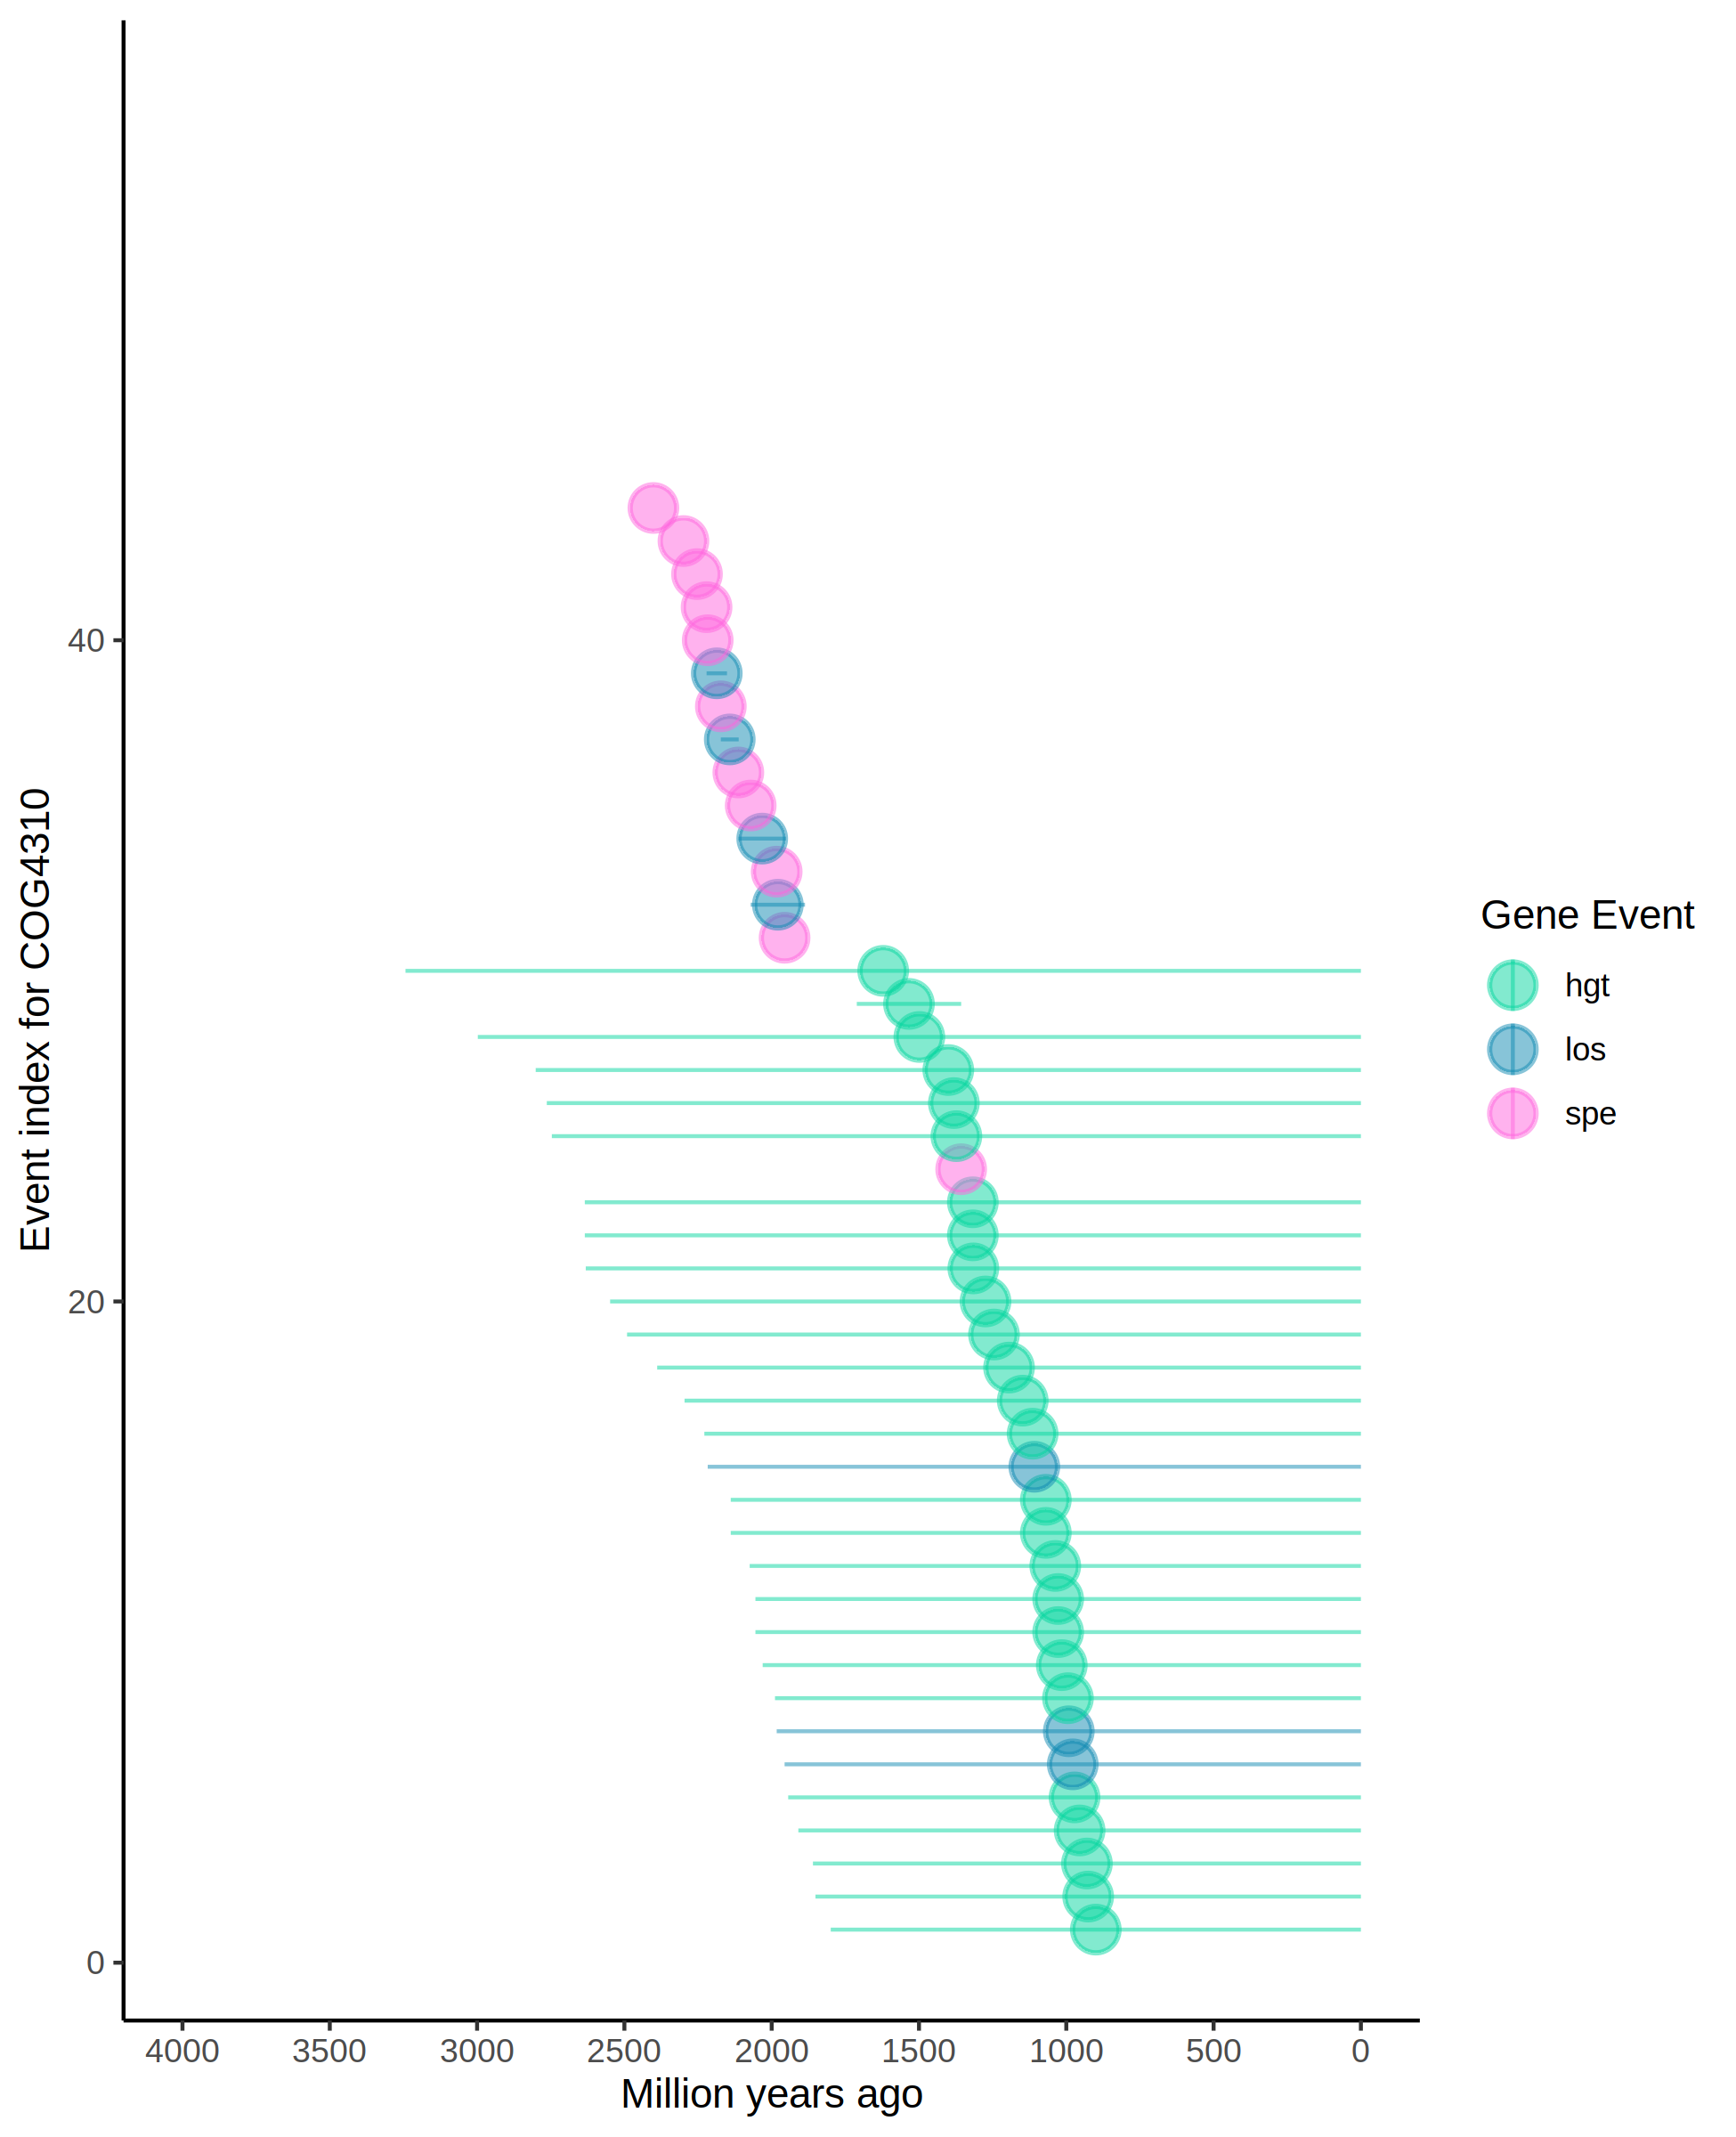 Event index for COG4310
40
20
0
4000 3500 3000 2500 2000 1500 1000 500 0
Million years ago
Gene Event
hgt
los
spe